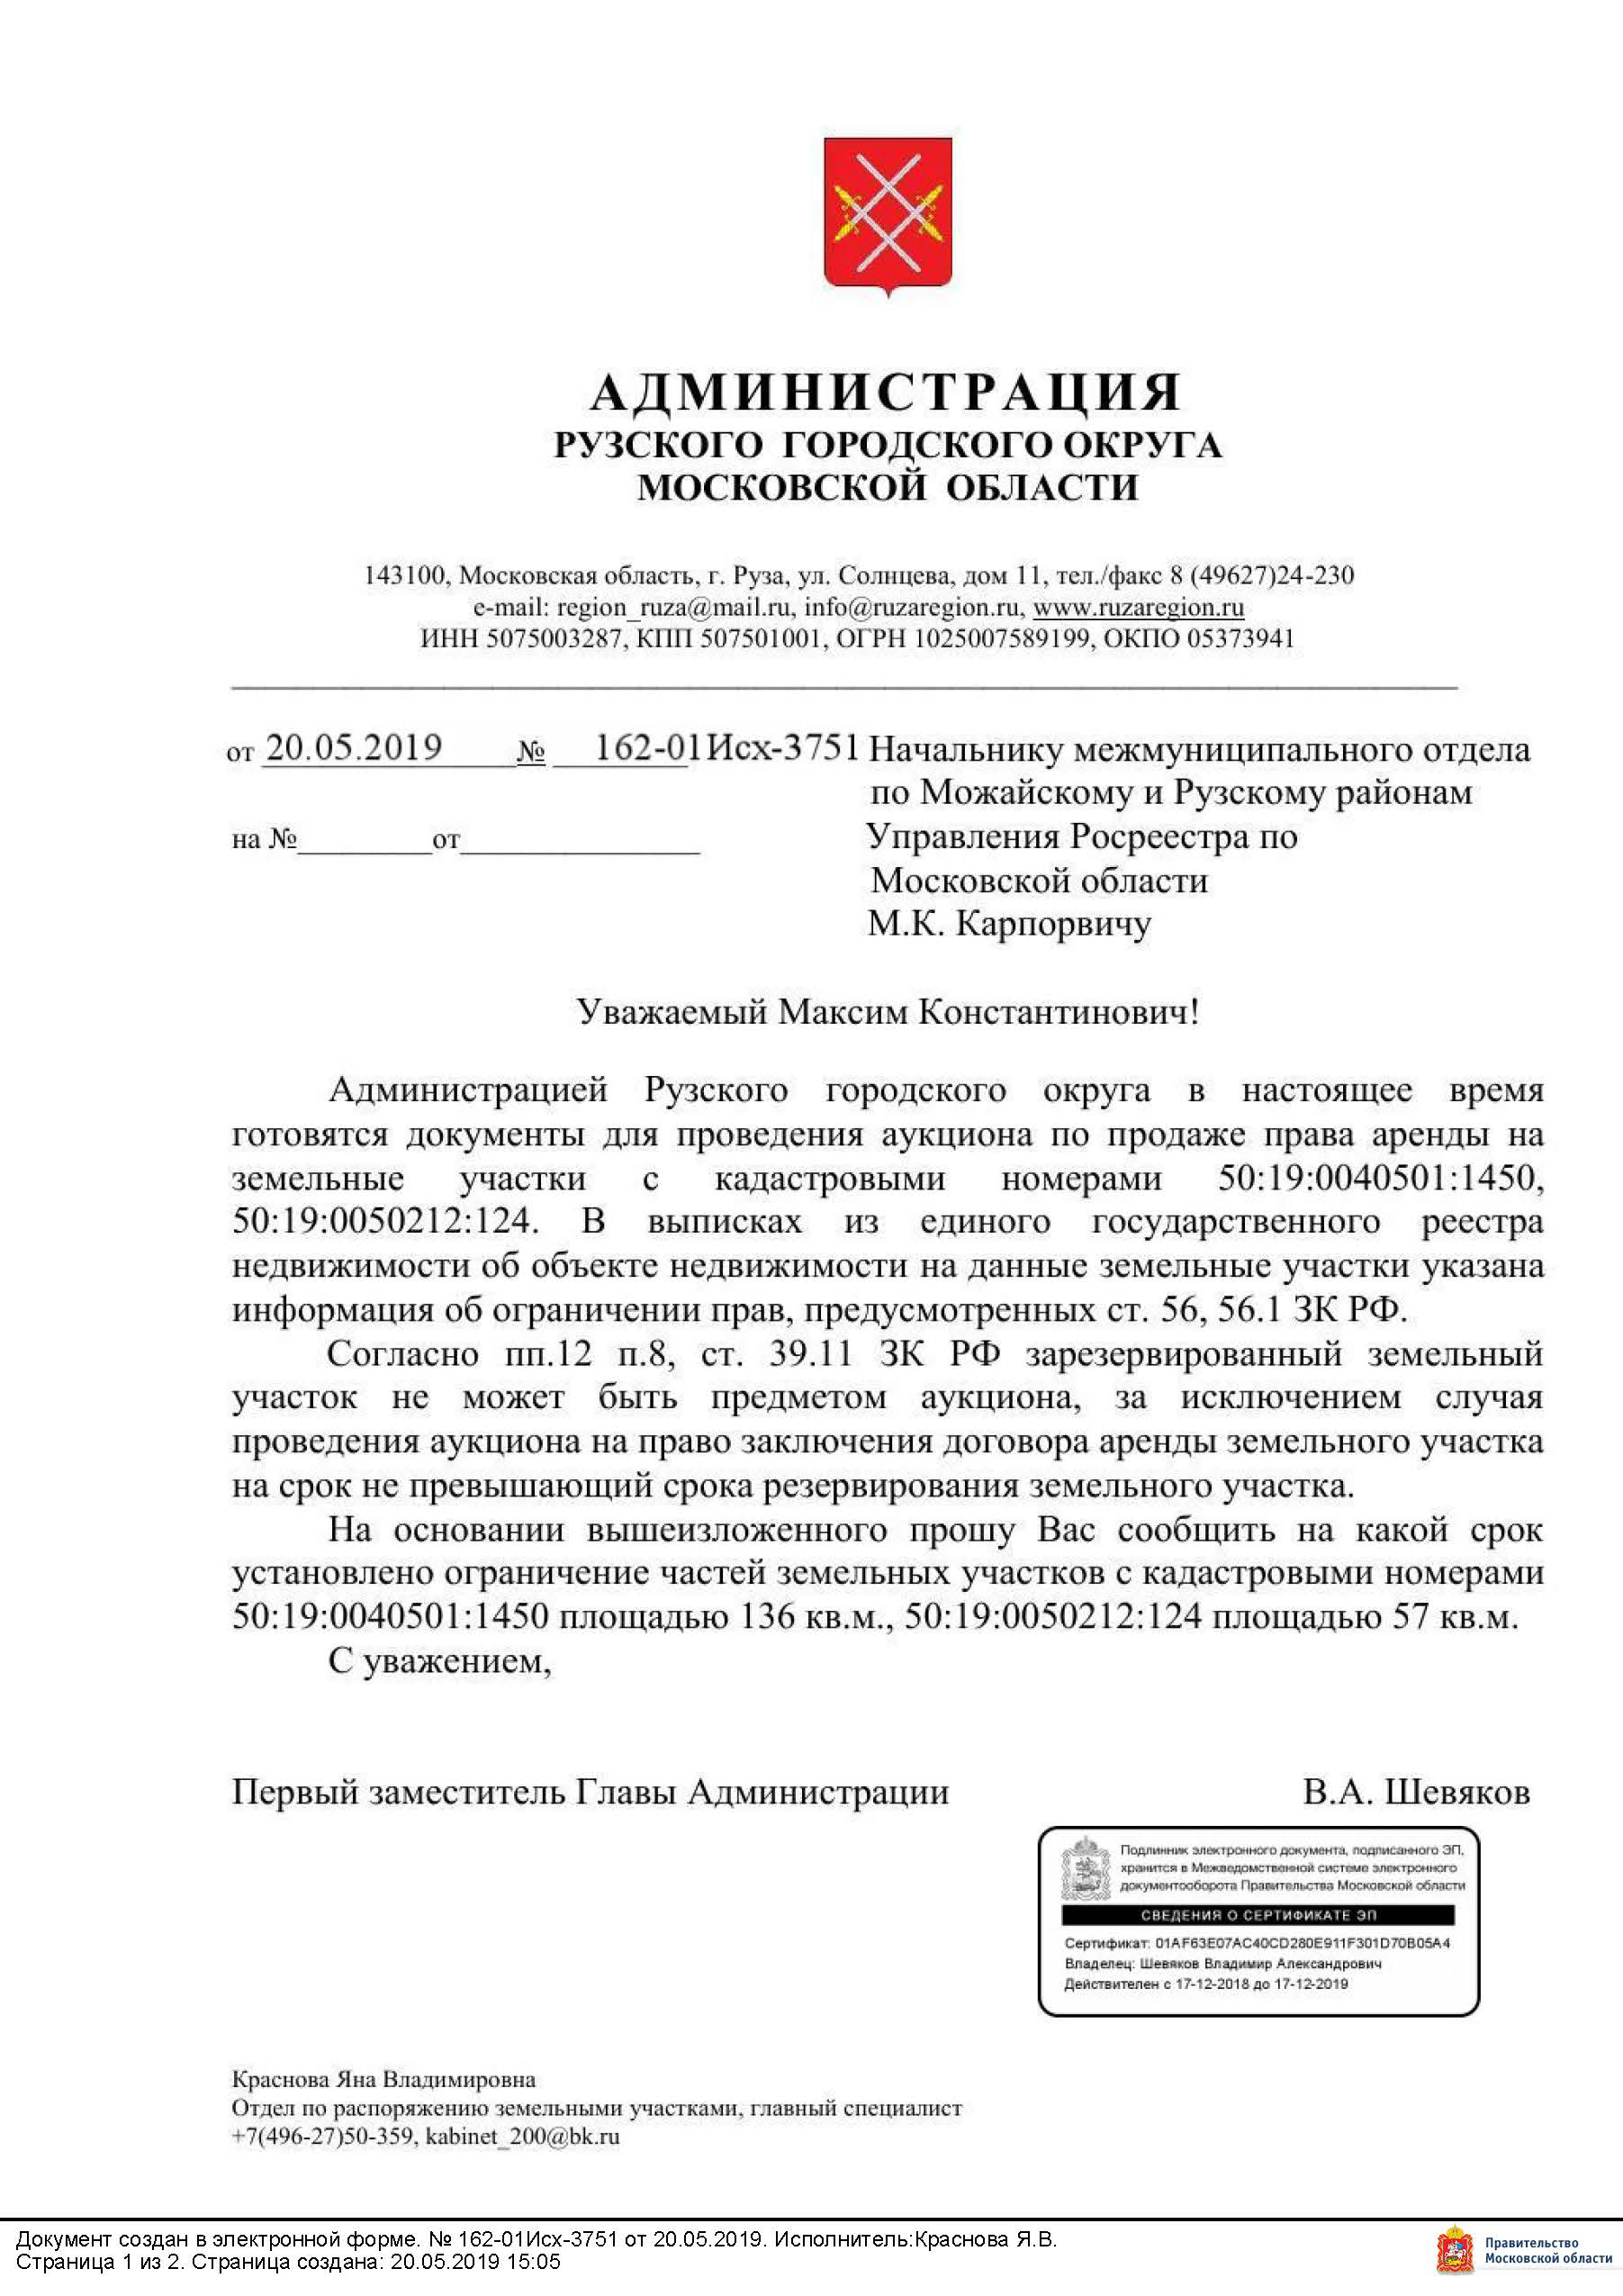 АДМИНИСТРАЦИЯ
РУЗСКОГО ГОРОДСКОГО ОКРУГА
МОСКОВСКОЙ ОБЛАСТИ
143100, Московская область, г. Руза, ул. Солнцева, дом 11, тел./факс 8 (49627)24-230
e-mail: region_ruza@mail.ru, info@ruzaregion.ru, www.ruzaregion.ru
ИНН 5075003287, КПП 507501001, ОГРН 1025007589199, ОКПО 05373941
от 20.05.2019 № 162-01Исх-3751
на №_________от________________
Начальнику межмуниципального отдела
по Можайскому и Рузскому районам
Управления Росреестра по
Московской области
М.К. Карпорвичу
Уважаемый Максим Константинович!
Администрацией Рузского городского округа в настоящее время
готовятся документы для проведения аукциона по продаже права аренды на
земельные участки с кадастровыми номерами 50:19:0040501:1450,
50:19:0050212:124. В выписках из единого государственного реестра
недвижимости об объекте недвижимости на данные земельные участки указана
информация об ограничении прав, предусмотренных ст. 56, 56.1 ЗК РФ.
Согласно пп.12 п.8, ст. 39.11 ЗК РФ зарезервированный земельный
участок не может быть предметом аукциона, за исключением случая
проведения аукциона на право заключения договора аренды земельного участка
на срок не превышающий срока резервирования земельного участка.
На основании вышеизложенного прошу Вас сообщить на какой срок
установлено ограничение частей земельных участков с кадастровыми номерами
50:19:0040501:1450 площадью 136 кв.м., 50:19:0050212:124 площадью 57 кв.м.
С уважением,
Первый заместитель Главы Администрации В.А. Шевяков
Подлинник электронного документа, подписанного ЭП,
хранится в Межведомственной системе электронного
документооборота Правительства Московской области
СВЕДЕНИЯ О СЕРТИФИКАТЕ ЭП
Сертификат: 01AF63E07AC40CD280E911F301D70B05A4
Владелец: Шевяков Владимир Александрович
Действителен с 17-12-2018 до 17-12-2019
Краснова Яна Владимировна
Отдел по распоряжению земельными участками, главный специалист
+7(496-27)50-359, kabinet_200@bk.ru
Документ создан в электронной форме. № 162-01Исх-3751 от 20.05.2019. Исполнитель:Краснова Я.В.
Страница 1 из 2. Страница создана: 20.05.2019 15:05
Правительство
Московской области